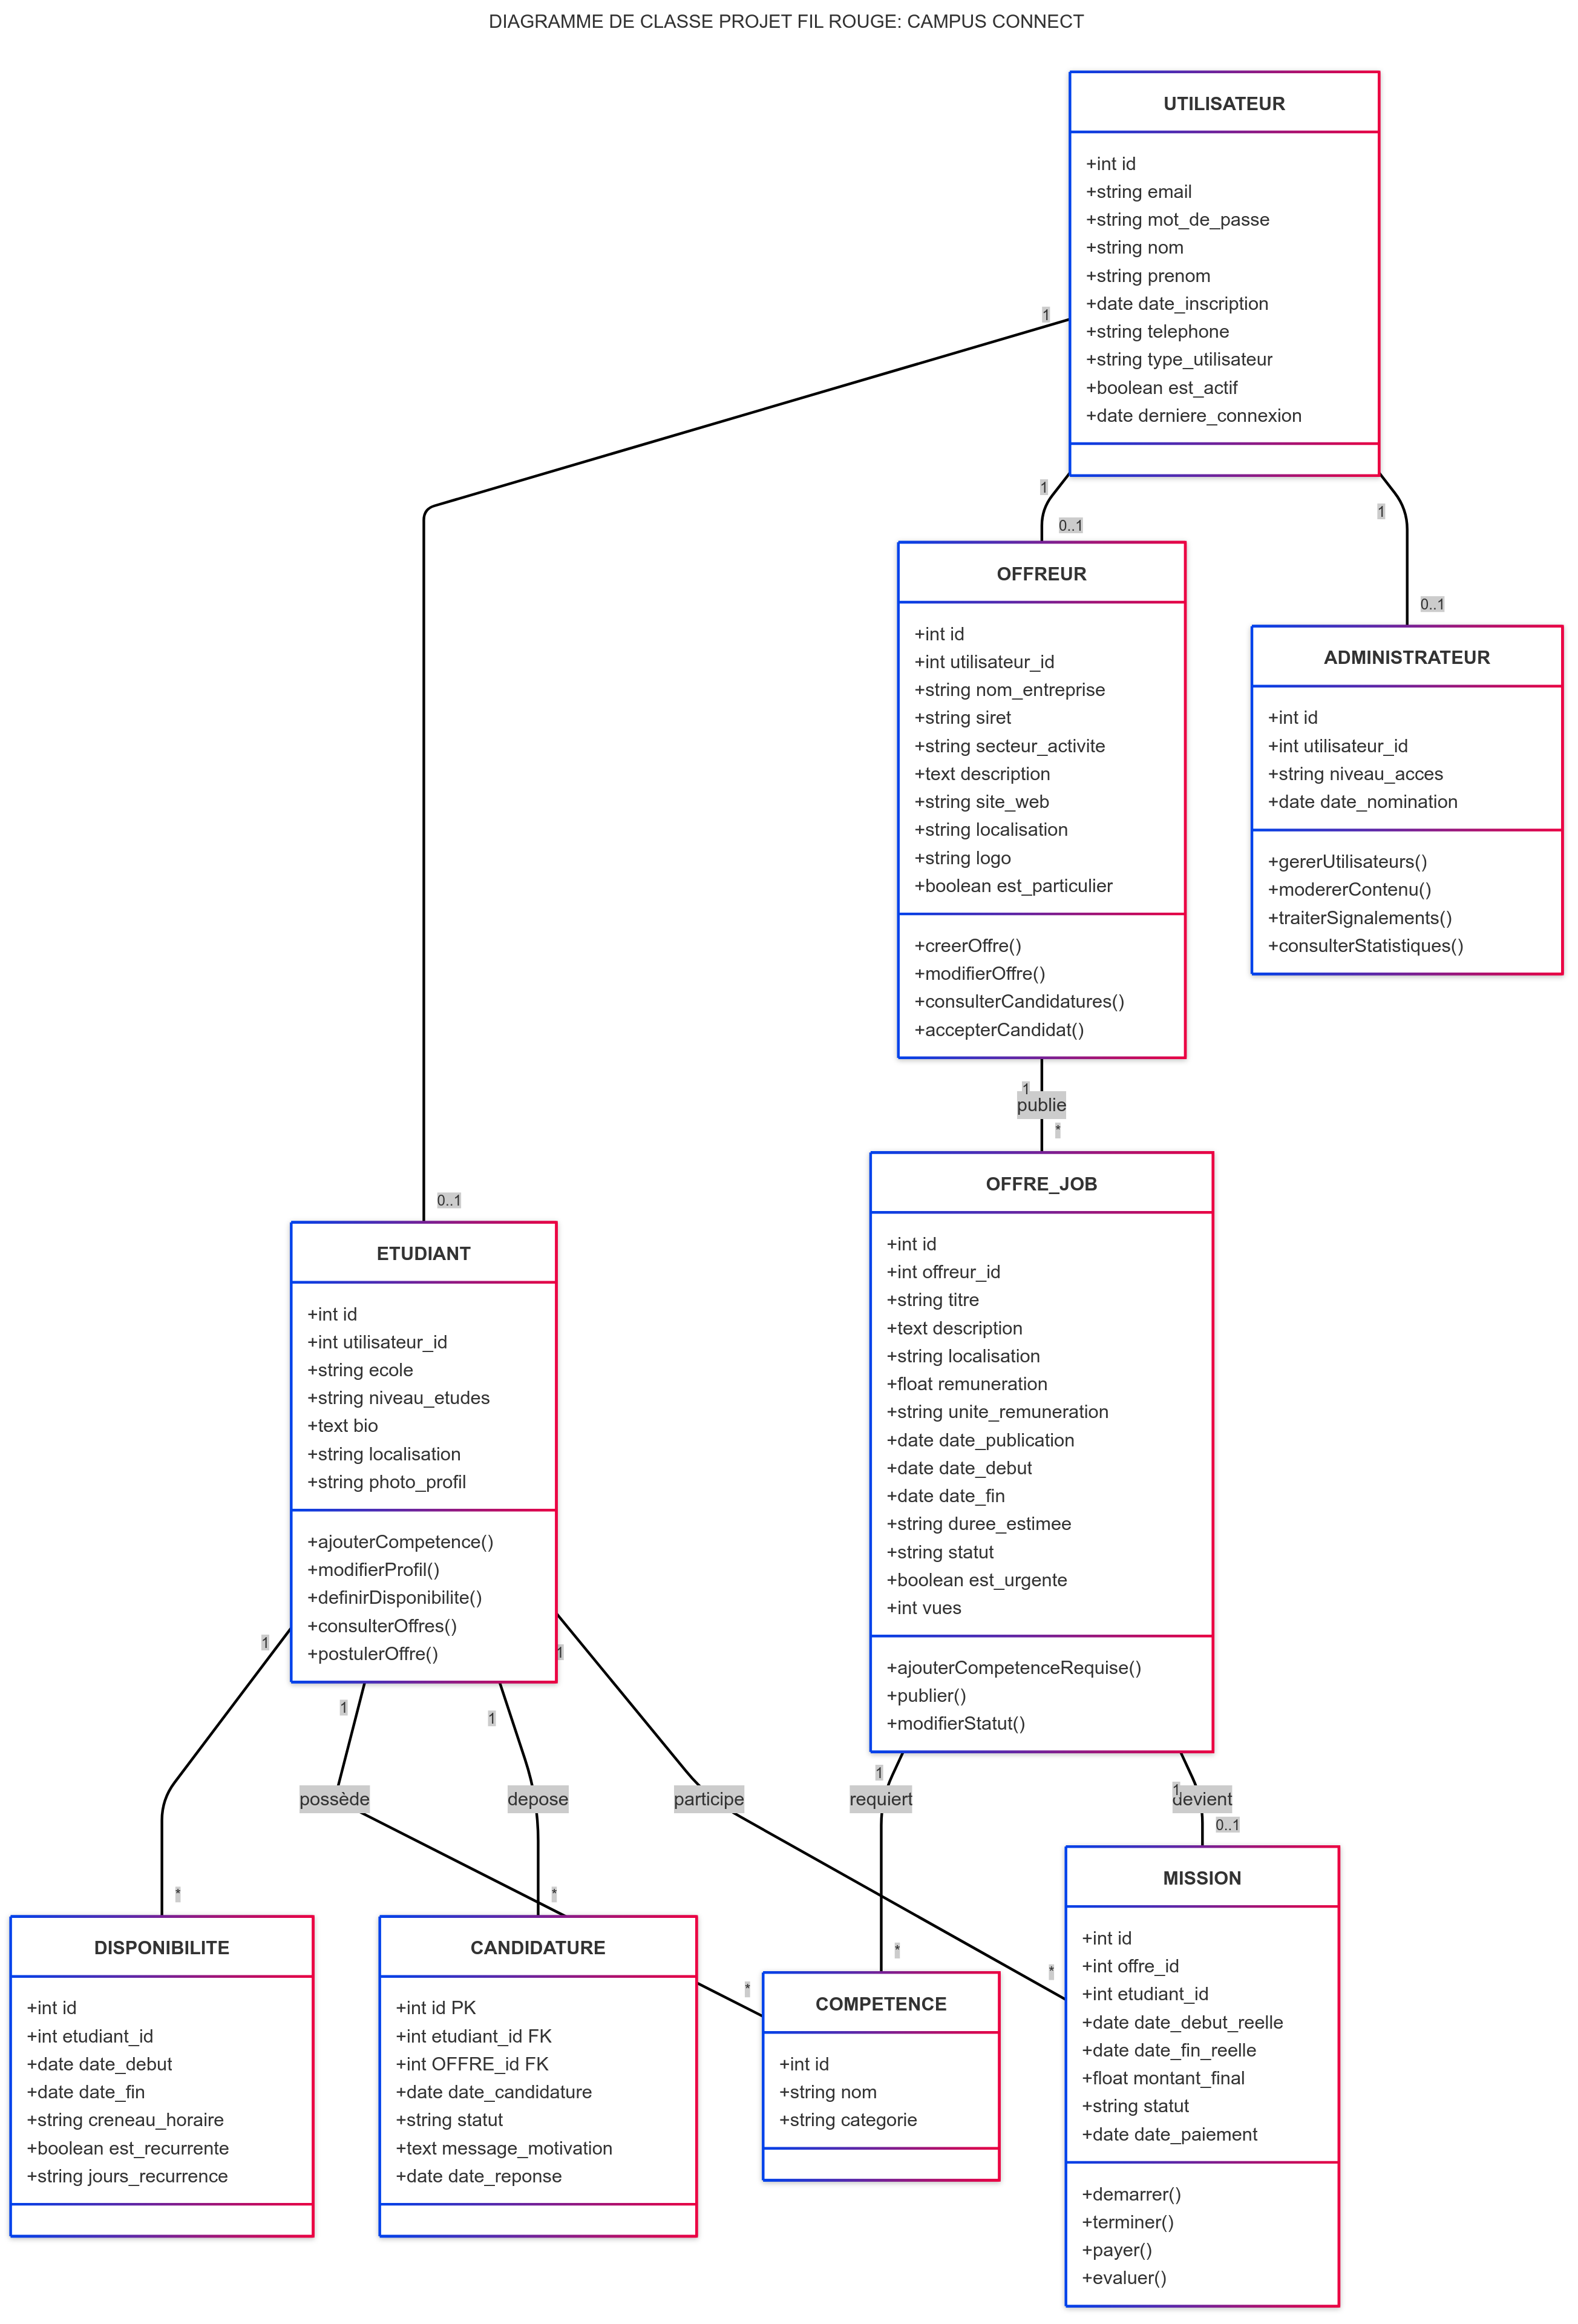 DIAGRAMME DE CLASSE PROJET FIL ROUGE: CAMPUS CONNECT
UTILISATEUR
+int id
+string email
+string mot_de_passe
+string nom
+string prenom
+date date_inscription
+string telephone
+string type_utilisateur
+boolean est_actif
+date derniere_connexion
1
1
0..1
1
0..1
OFFREUR
+int id
+int utilisateur_id
+string nom_entreprise
+string siret
+string secteur_activite
+text description
+string site_web
+string localisation
+string logo
+boolean est_particulier
+creerOffre()
+modifierOffre()
+consulterCandidatures()
+accepterCandidat()
ADMINISTRATEUR
+int id
+int utilisateur_id
+string niveau_acces
+date date_nomination
+gererUtilisateurs()
+modererContenu()
+traiterSignalements()
+consulterStatistiques()
1
publie
*
0..1
ETUDIANT
+int id
+int utilisateur_id
+string ecole
+string niveau_etudes
+text bio
+string localisation
+string photo_profil
+ajouterCompetence()
+modifierProfil()
+definirDisponibilite()
+consulterOffres()
+postulerOffre()
OFFRE_JOB
+int id
+int offreur_id
+string titre
+text description
+string localisation
+float remuneration
+string unite_remuneration
+date date_publication
+date date_debut
+date date_fin
+string duree_estimee
+string statut
+boolean est_urgente
+int vues
+ajouterCompetenceRequise()
+publier()
+modifierStatut()
1
1
1
1
1
1
possède
depose
participe
requiert
devient
0..1
*
*
*
*
*
DISPONIBILITE
+int id
+int etudiant_id
+date date_debut
+date date_fin
+string creneau_horaire
+boolean est_recurrente
+string jours_recurrence
CANDIDATURE
+int id PK
+int etudiant_id FK
+int OFFRE_id FK
+date date_candidature
+string statut
+text message_motivation
+date date_reponse
COMPETENCE
+int id
+string nom
+string categorie
MISSION
+int id
+int offre_id
+int etudiant_id
+date date_debut_reelle
+date date_fin_reelle
+float montant_final
+string statut
+date date_paiement
+demarrer()
+terminer()
+payer()
+evaluer()